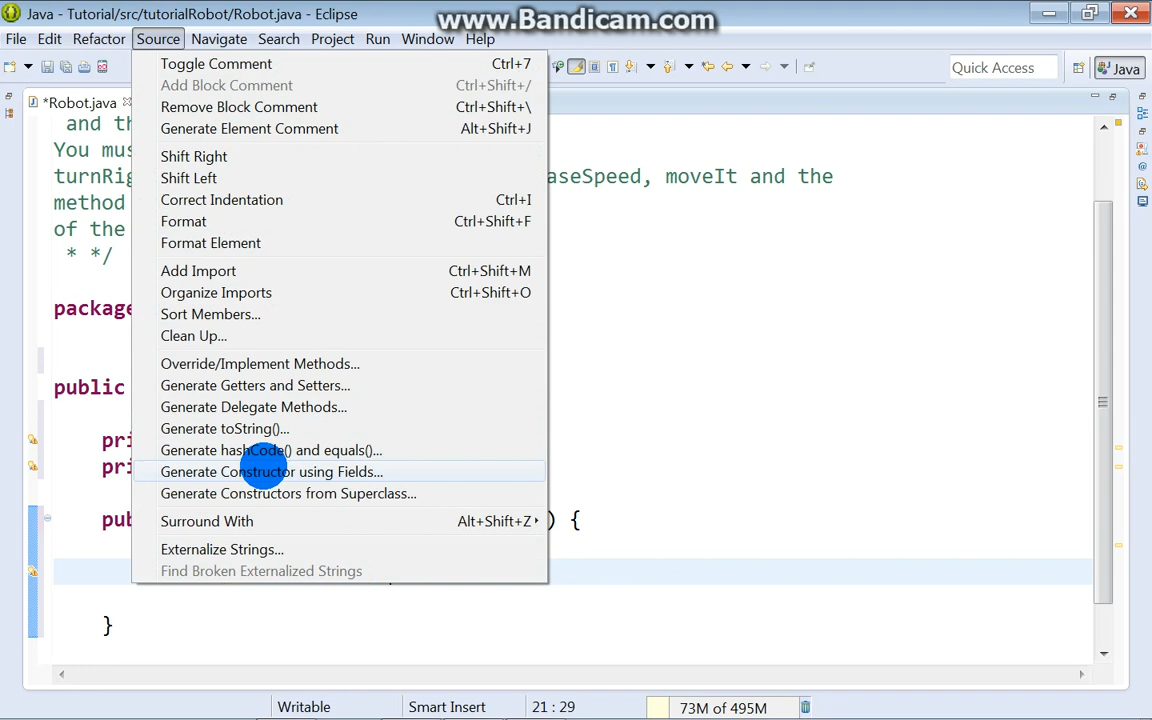 Java - Tutorial/src/tutorialRobot/Robot.java - Eclipse
www.Bandicam.com
File Edit Refactor Source Navigate Search Project Run Window Help
Quick Access
Java
*Robot.java
Toggle Comment Ctrl+7
Add Block Comment Ctrl+Shift+/
Remove Block Comment Ctrl+Shift+\
Generate Element Comment Alt+Shift+J
Shift Right
Shift Left
Correct Indentation Ctrl+I
Format Ctrl+Shift+F
Format Element
Add Import Ctrl+Shift+M
Organize Imports Ctrl+Shift+O
Sort Members...
Clean Up...
Override/Implement Methods...
Generate Getters and Setters...
Generate Delegate Methods...
Generate toString()...
Generate hashCode() and equals()...
Generate Constructor using Fields...
Generate Constructors from Superclass...
Surround With Alt+Shift+Z
Externalize Strings...
Find Broken Externalized Strings
and th
You mus
turnRig aseSpeed, moveIt and the
method
of the
* */
package
public
pri
pri
pub ) {
}
Writable Smart Insert 21 : 29 73M of 495M